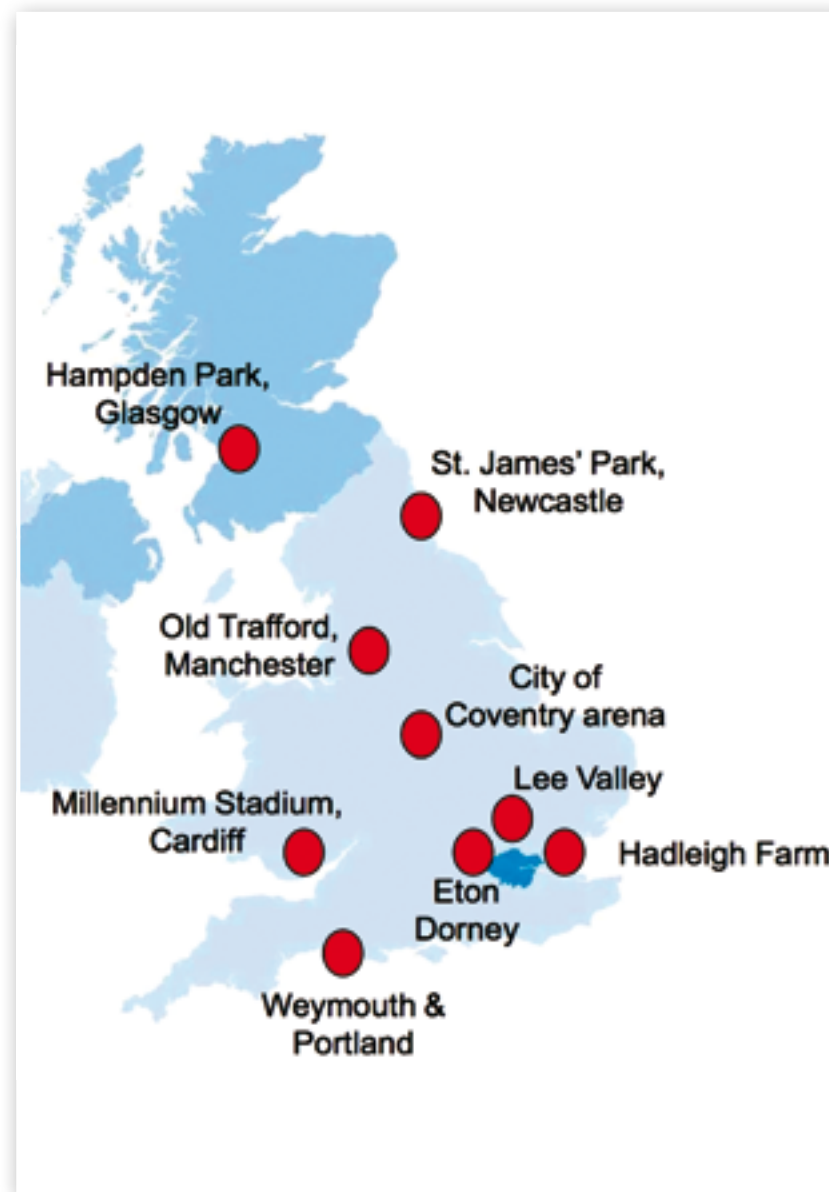 Hampden Park,
Glasgow
St. James' Park,
Newcastle
Old Trafford,
Manchester
City of
Coventry arena
Lee Valley
Millennium Stadium,
Cardiff
Hadleigh Farm
Eton
Dorney
Weymouth &
Portland